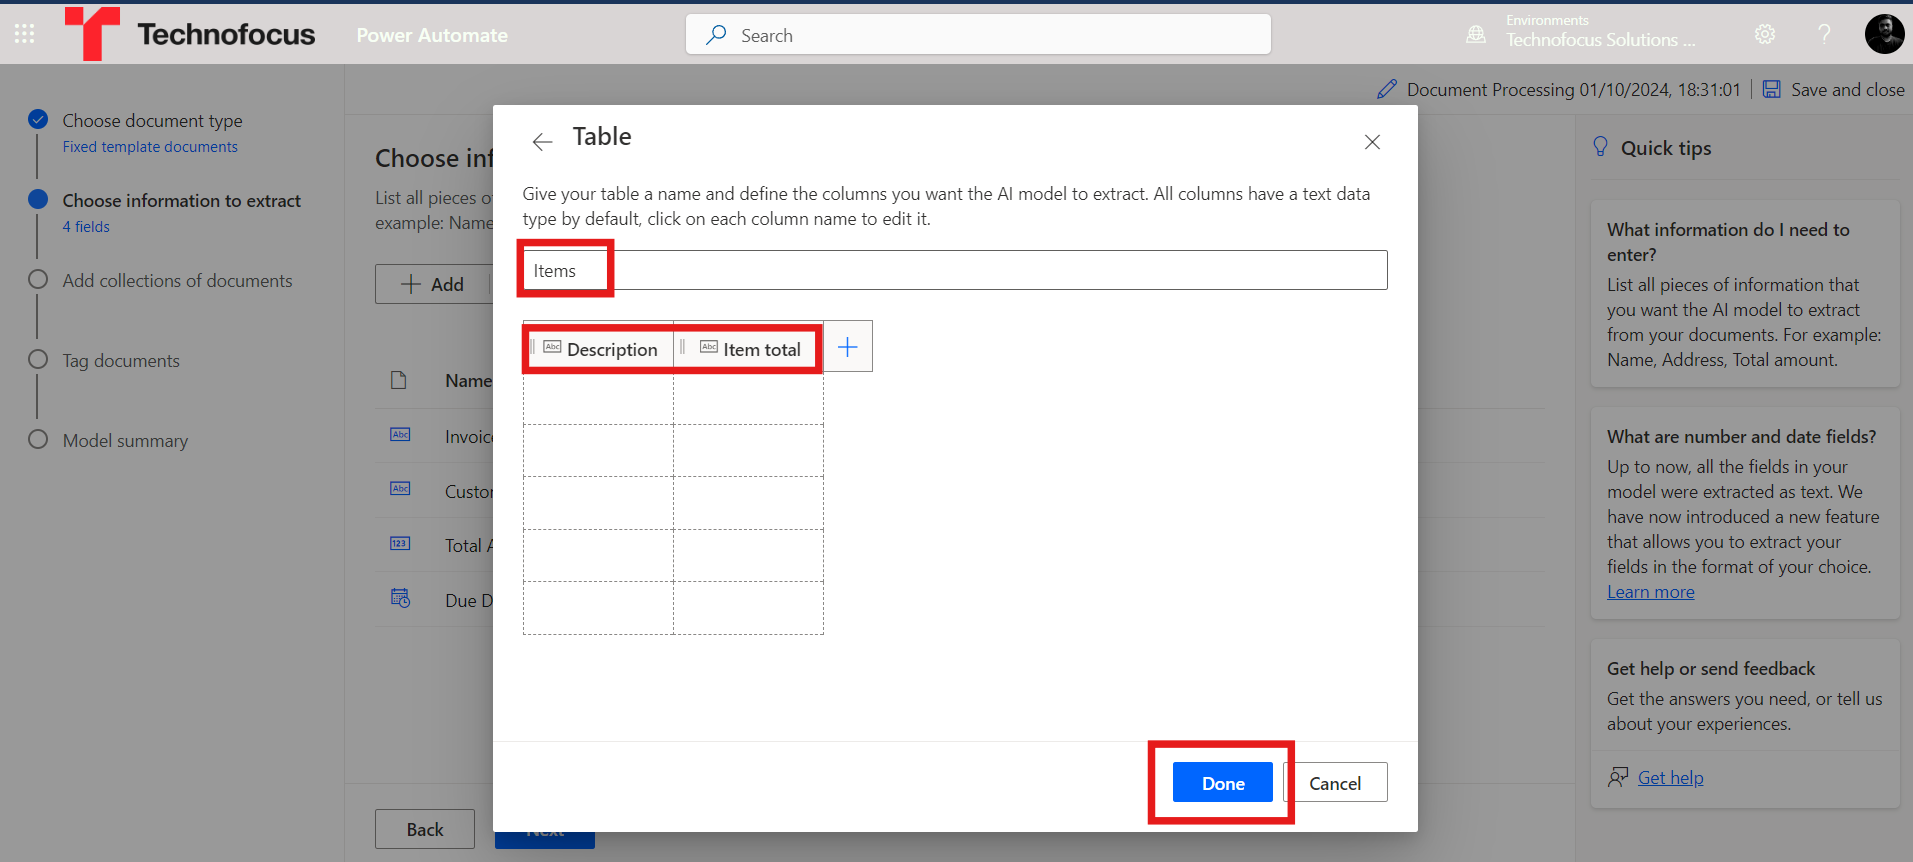 Technofocus
Power Automate
Search
Environments
Technofocus Solutions ...
Document Processing 01/10/2024, 18:31:01
Save and close
Choose document type
Fixed template documents
Choose information to extract
4 fields
Add collections of documents
Tag documents
Model summary
Choose inf
List all pieces o
example: Name
Add
Name
Abc Invoice
Abc Custor
123 Total A
Due D
Back
Next
Table
Give your table a name and define the columns you want the AI model to extract. All columns have a text data
type by default, click on each column name to edit it.
Items
Abc Description
Abc Item total
Done
Cancel
Quick tips
What information do I need to
enter?
List all pieces of information that
you want the AI model to extract
from your documents. For example:
Name, Address, Total amount.
What are number and date fields?
Up to now, all the fields in your
model were extracted as text. We
have now introduced a new feature
that allows you to extract your
fields in the format of your choice.
Learn more
Get help or send feedback
Get the answers you need, or tell us
about your experiences.
Get help